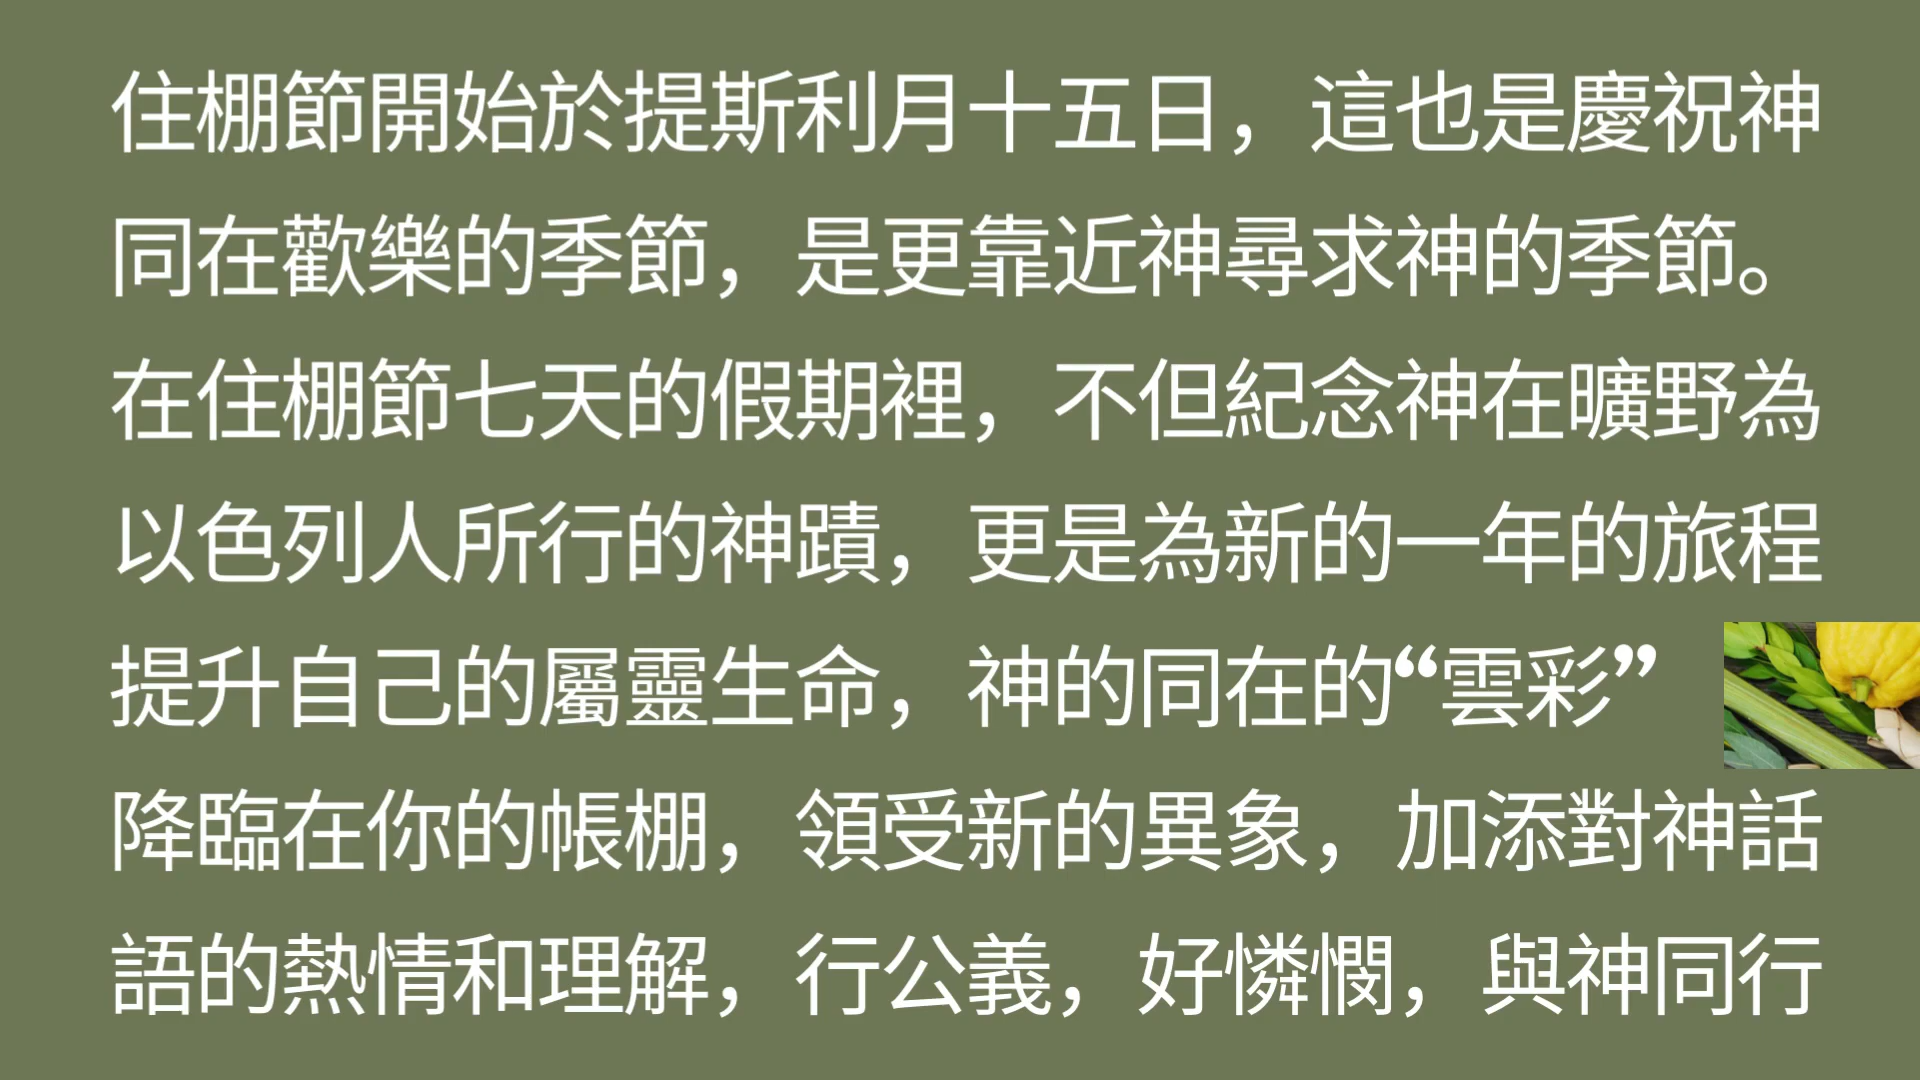 住棚節開始於提斯利月十五日，這也是慶祝神
同在歡樂的季節，是更靠近神尋求神的季節。
在住棚節七天的假期裡，不但紀念神在曠野為
以色列人所行的神蹟，更是為新的一年的旅程
提升自己的屬靈生命，神的同在的“雲彩”
降臨在你的帳棚，領受新的異象，加添對神話
語的熱情和理解，行公義，好憐憫，與神同行